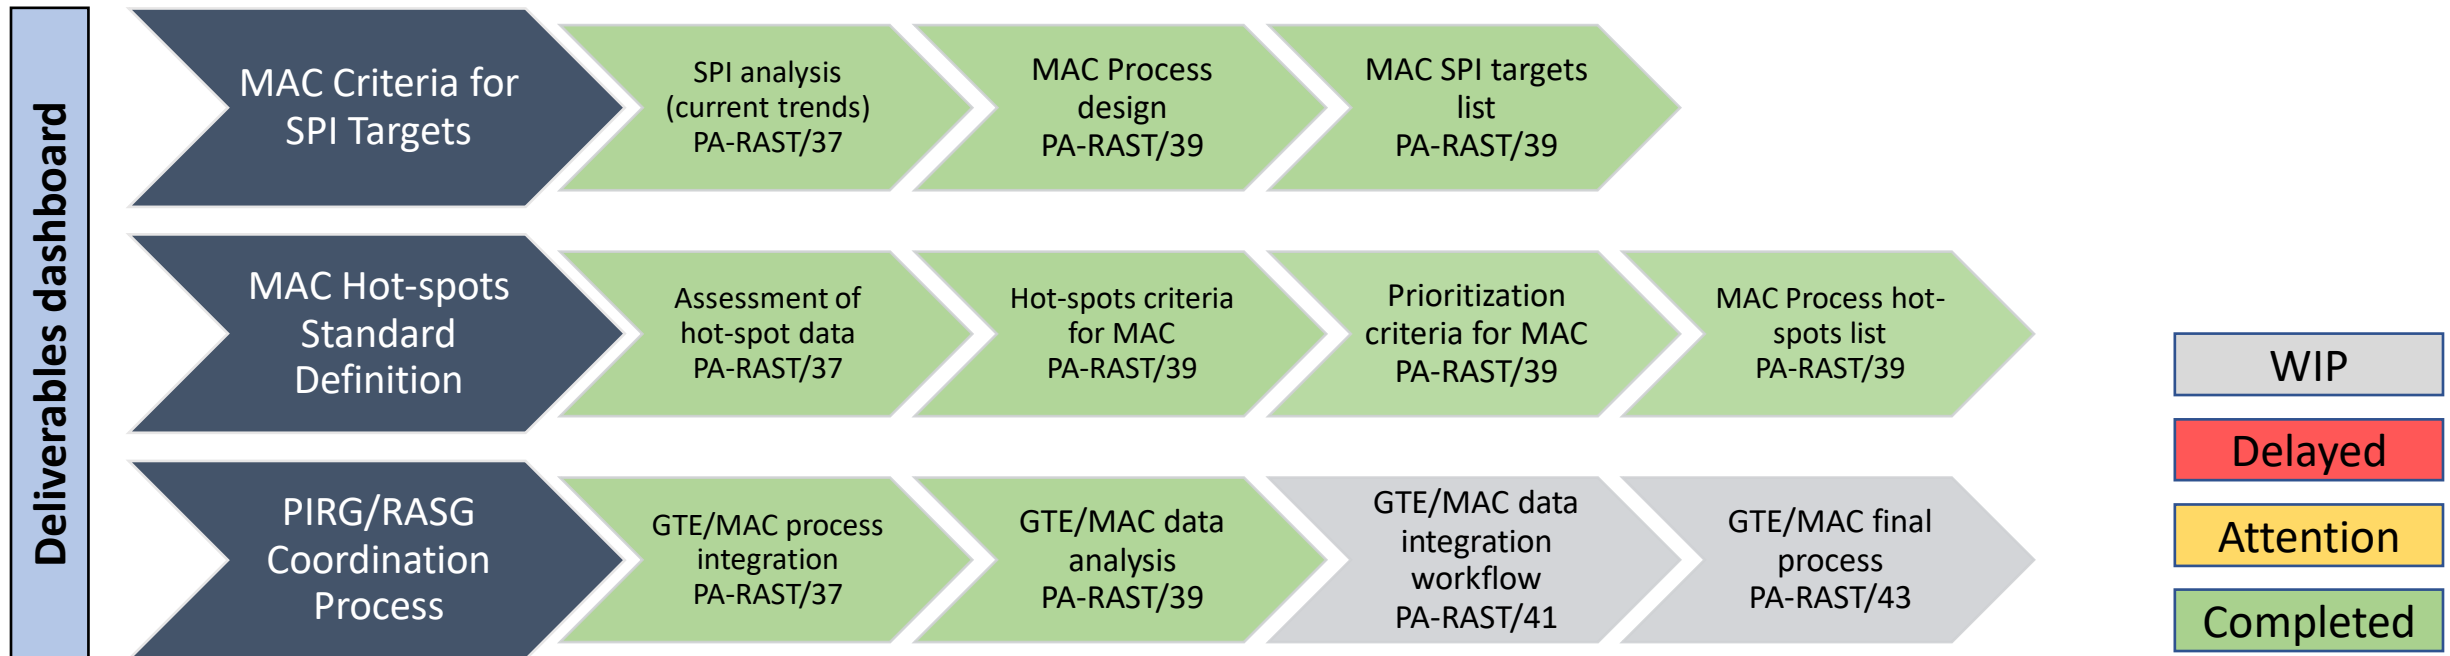 Deliverables dashboard
MAC Criteria for
SPI Targets
SPI analysis
(current trends)
PA-RAST/37
MAC Process
design
PA-RAST/39
MAC SPI targets
list
PA-RAST/39
MAC Hot-spots
Standard
Definition
Assessment of
hot-spot data
PA-RAST/37
Hot-spots criteria
for MAC
PA-RAST/39
Prioritization
criteria for MAC
PA-RAST/39
MAC Process hot-
spots list
PA-RAST/39
PIRG/RASG
Coordination
Process
GTE/MAC process
integration
PA-RAST/37
GTE/MAC data
analysis
PA-RAST/39
GTE/MAC data
integration
workflow
PA-RAST/41
GTE/MAC final
process
PA-RAST/43
WIP
Delayed
Attention
Completed